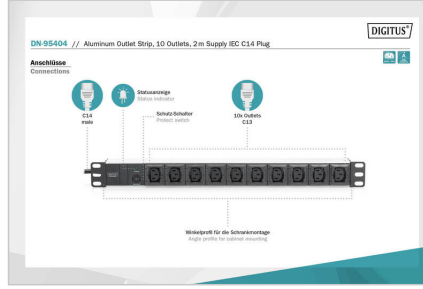 DIGITUS®
DN-95404 // Aluminum Outlet Strip, 10 Outlets, 2 m Supply IEC C14 Plug
Anschlüsse
Connections
Statusanzeige
Status indicator
Schutz-Schalter
Protect switch
C14
male
10x Outlets
C13
Winkelprofil für die Schrankmontage
Angle profile for cabinet mounting